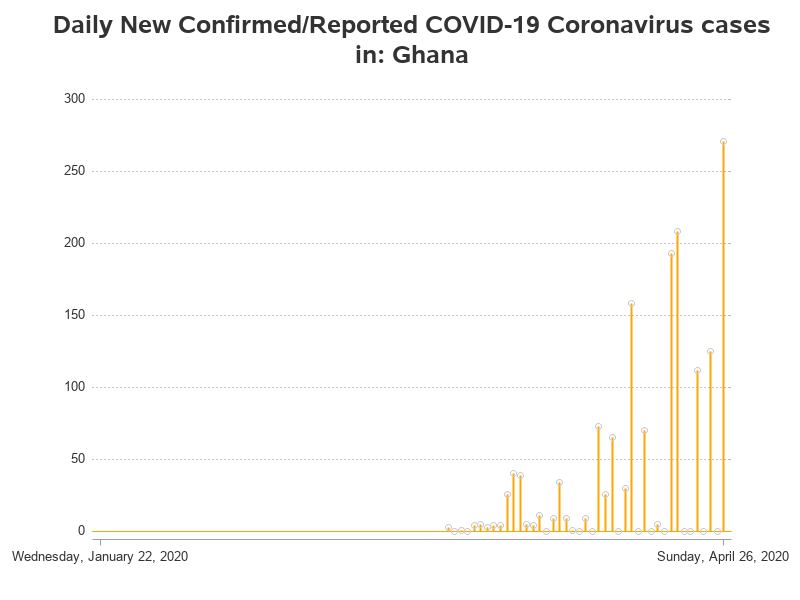 Daily New Confirmed/Reported COVID-19 Coronavirus cases
in: Ghana
300
250
200
150
100
50
0
Wednesday, January 22, 2020
Sunday, April 26, 2020